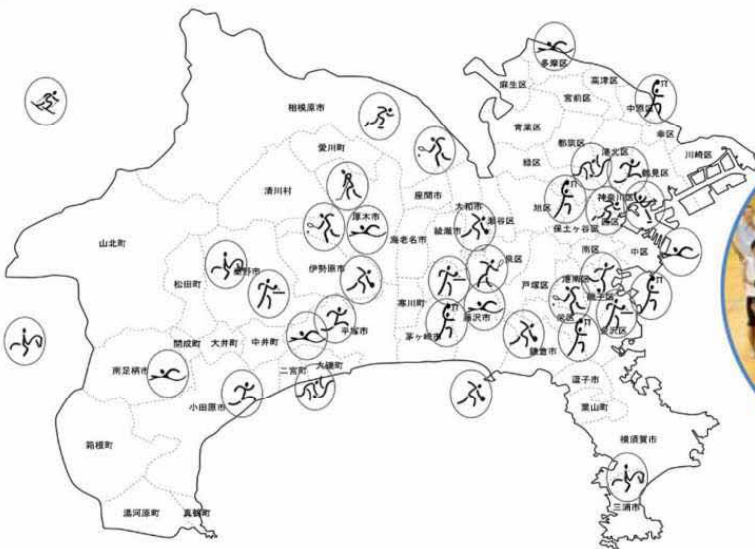 多摩区
麻生区
高津区
宮前区
中原区
幸区
川崎区
青葉区
都筑区
港北区
鶴見区
緑区
神奈川区
旭区
保土ヶ谷区
瀬谷区
南区
中区
戸塚区
港南区
磯子区
栄区
金沢区
相模原市
愛川町
清川村
座間市
大和市
厚木市
綾瀬市
海老名市
山北町
松田町
秦野市
伊勢原市
寒川町
藤沢市
茅ヶ崎市
鎌倉市
開成町
大井町
中井町
平塚市
南足柄市
二宮町
大磯町
小田原市
逗子市
葉山町
箱根町
横須賀市
三浦市
湯河原町
真鶴町